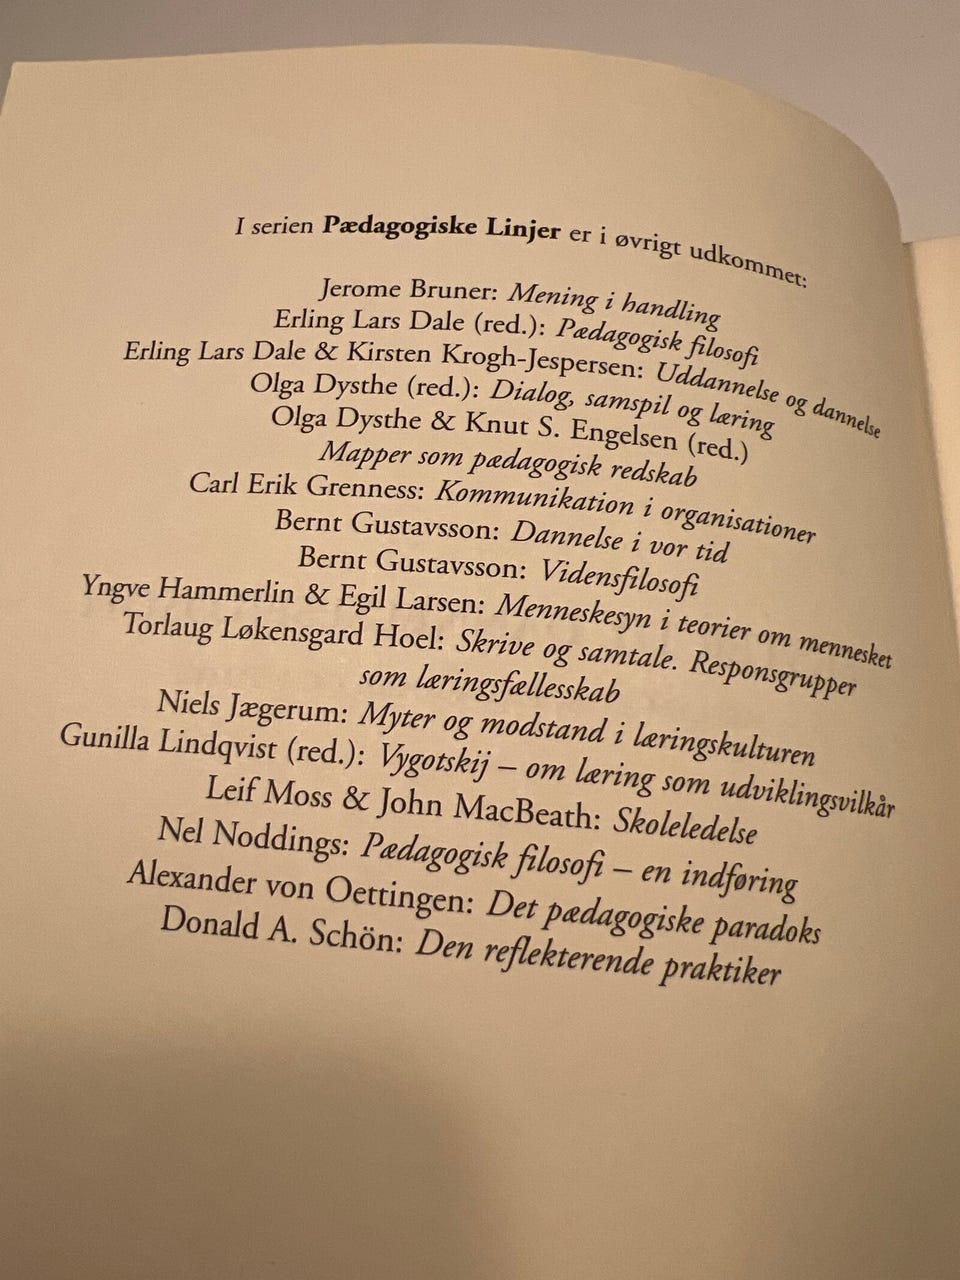 I serien Pædagogiske Linjer er i øvrigt udkommet:
Jerome Bruner: Mening i handling
Erling Lars Dale (red.): Pædagogisk filosofi
Erling Lars Dale & Kirsten Krogh-Jespersen: Uddannelse og dannelse
Olga Dysthe (red.): Dialog, samspil og læring
Olga Dysthe & Knut S. Engelsen (red.)
Mapper som pædagogisk redskab
Carl Erik Grenness: Kommunikation i organisationer
Bernt Gustavsson: Dannelse i vor tid
Bernt Gustavsson: Vidensfilosofi
Yngve Hammerlin & Egil Larsen: Menneskesyn i teorier om mennesket
Torlaug Løkensgard Hoel: Skrive og samtale. Responsgrupper
som læringsfællesskab
Niels Jægerum: Myter og modstand i læringskulturen
Gunilla Lindqvist (red.): Vygotskij – om læring som udviklingsvilkår
Leif Moss & John MacBeath: Skoleledelse
Nel Noddings: Pædagogisk filosofi – en indføring
Alexander von Oettingen: Det pædagogiske paradoks
Donald A. Schön: Den reflekterende praktiker